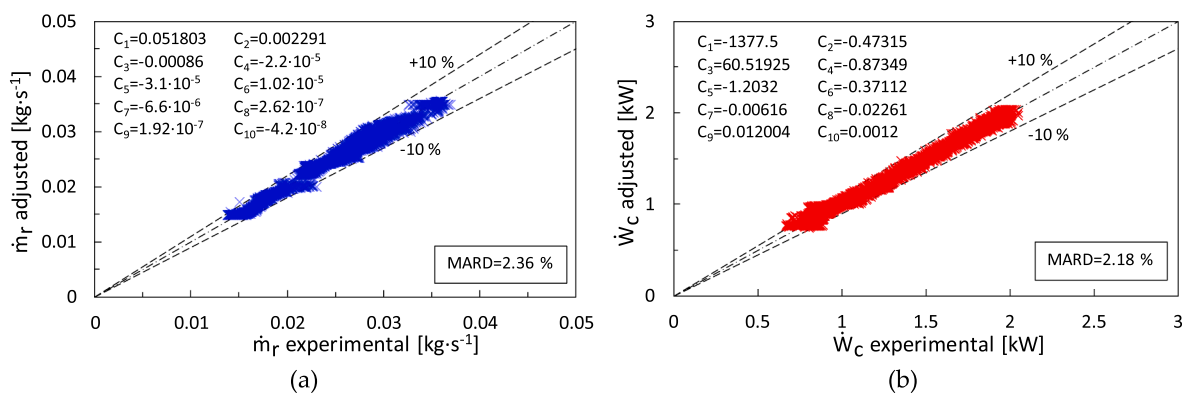 0.05
0.04
0.03
0.02
0.01
0
ṁr adjusted [kg·s-1]
C1=0.051803 C2=0.002291
C3=-0.00086 C4=-2.2·10-5
C5=-3.1·10-5 C6=1.02·10-5
C7=-6.6·10-6 C8=2.62·10-7
C9=1.92·10-7 C10=-4.2·10-8
+10 %
-10 %
MARD=2.36 %
0 0.01 0.02 0.03 0.04 0.05
ṁr experimental [kg·s-1]
(a)
3
2
1
0
Ẇc adjusted [kW]
C1=-1377.5 C2=-0.47315
C3=60.51925 C4=-0.87349
C5=-1.2032 C6=-0.37112
C7=-0.00616 C8=-0.02261
C9=0.012004 C10=0.0012
+10 %
-10 %
MARD=2.18 %
0 0.5 1 1.5 2 2.5 3
Ẇc experimental [kW]
(b)